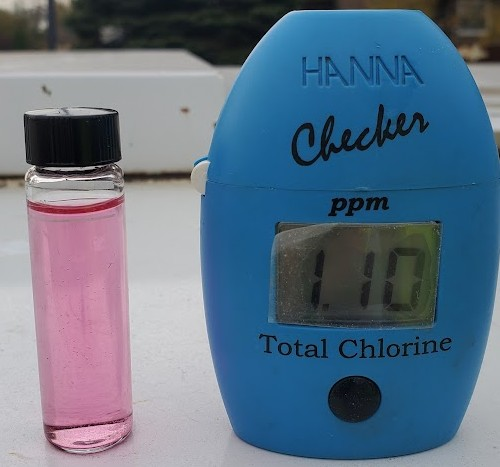 HANNA
Checker
ppm
1.10
Total Chlorine